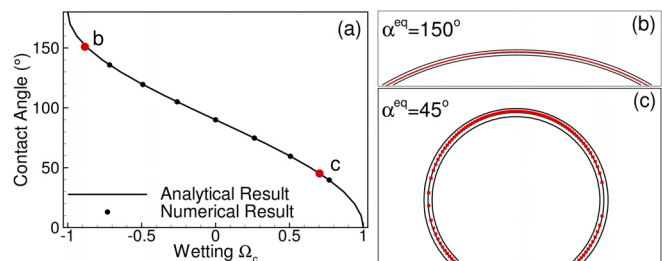 (a)
b
c
150
100
50
0
Contact Angle (°)
Analytical Result
Numerical Result
-1
-0.5
0
0.5
1
Wetting Ω_c
(b)
α^eq=150°
(c)
α^eq=45°